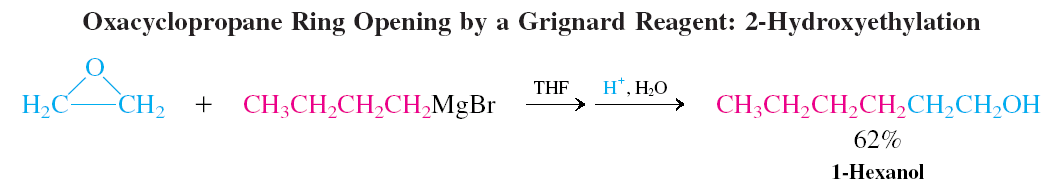 Oxacyclopropane Ring Opening by a Grignard Reagent: 2-Hydroxyethylation
O
H₂C—CH₂ + CH₃CH₂CH₂CH₂MgBr THF H⁺, H₂O CH₃CH₂CH₂CH₂CH₂CH₂OH
62%
1-Hexanol